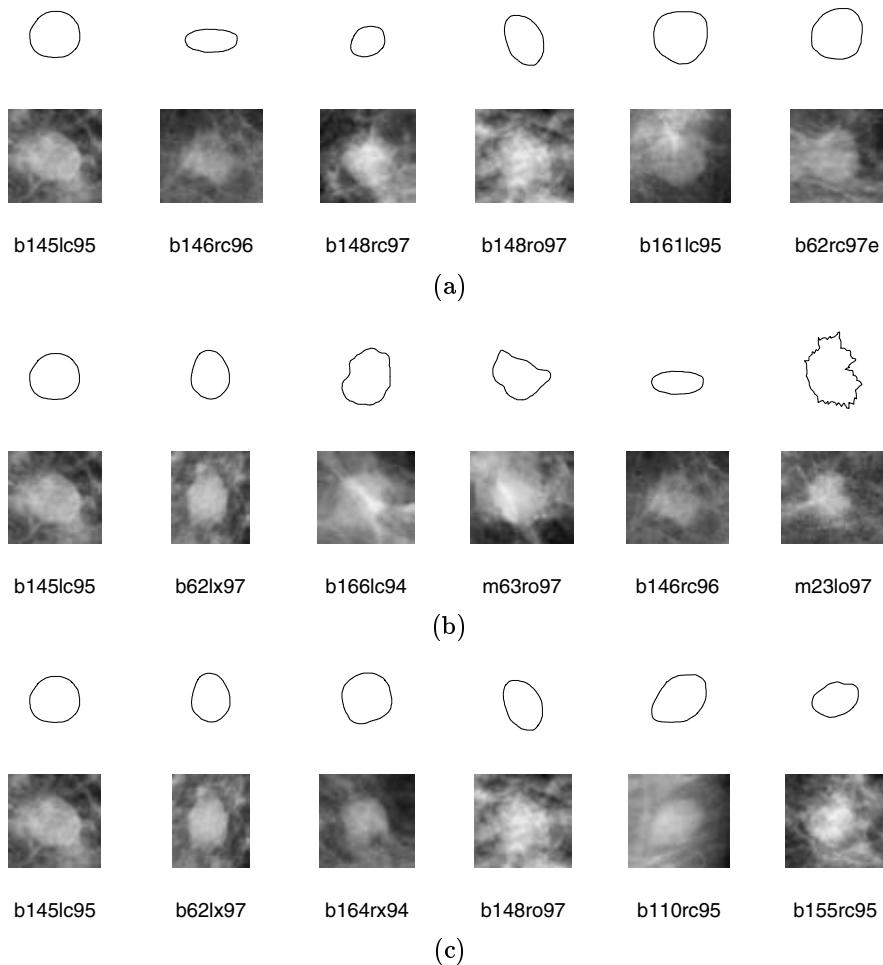 b145lc95 b146rc96 b148rc97 b148ro97 b161lc95 b62rc97e
(a)
b145lc95 b62lx97 b166lc94 m63ro97 b146rc96 m23lo97
(b)
b145lc95 b62lx97 b164rx94 b148ro97 b110rc95 b155rc95
(c)